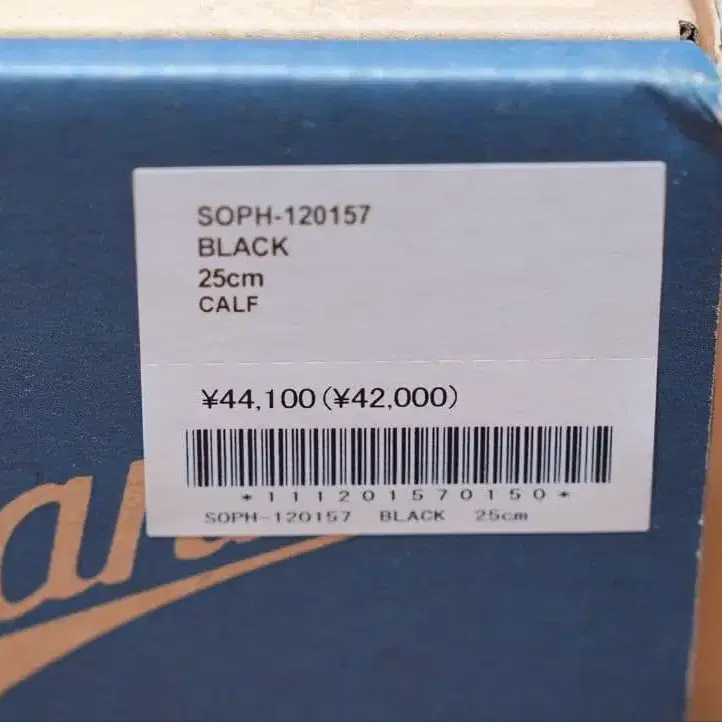 SOPH-120157
BLACK
25cm
CALF
¥44,100(¥42,000)
*111201570150*
SOPH-120157 BLACK 25cm